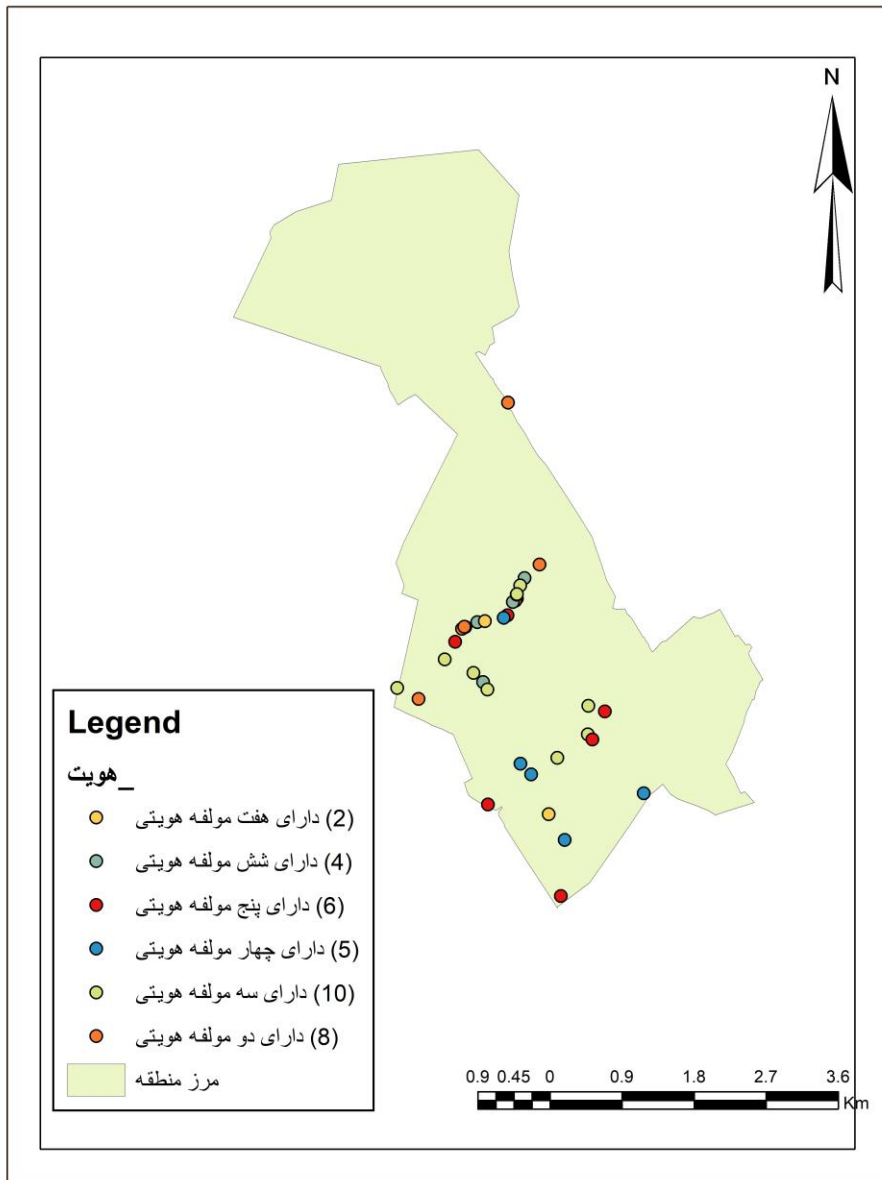 N
Legend
هویت_
(2) دارای هفت مولفه هویتی
(4) دارای شش مولفه هویتی
(6) دارای پنج مولفه هویتی
(5) دارای چهار مولفه هویتی
(10) دارای سه مولفه هویتی
(8) دارای دو مولفه هویتی
مرز منطقه
0.9 0.45 0 0.9 1.8 2.7 3.6
Km